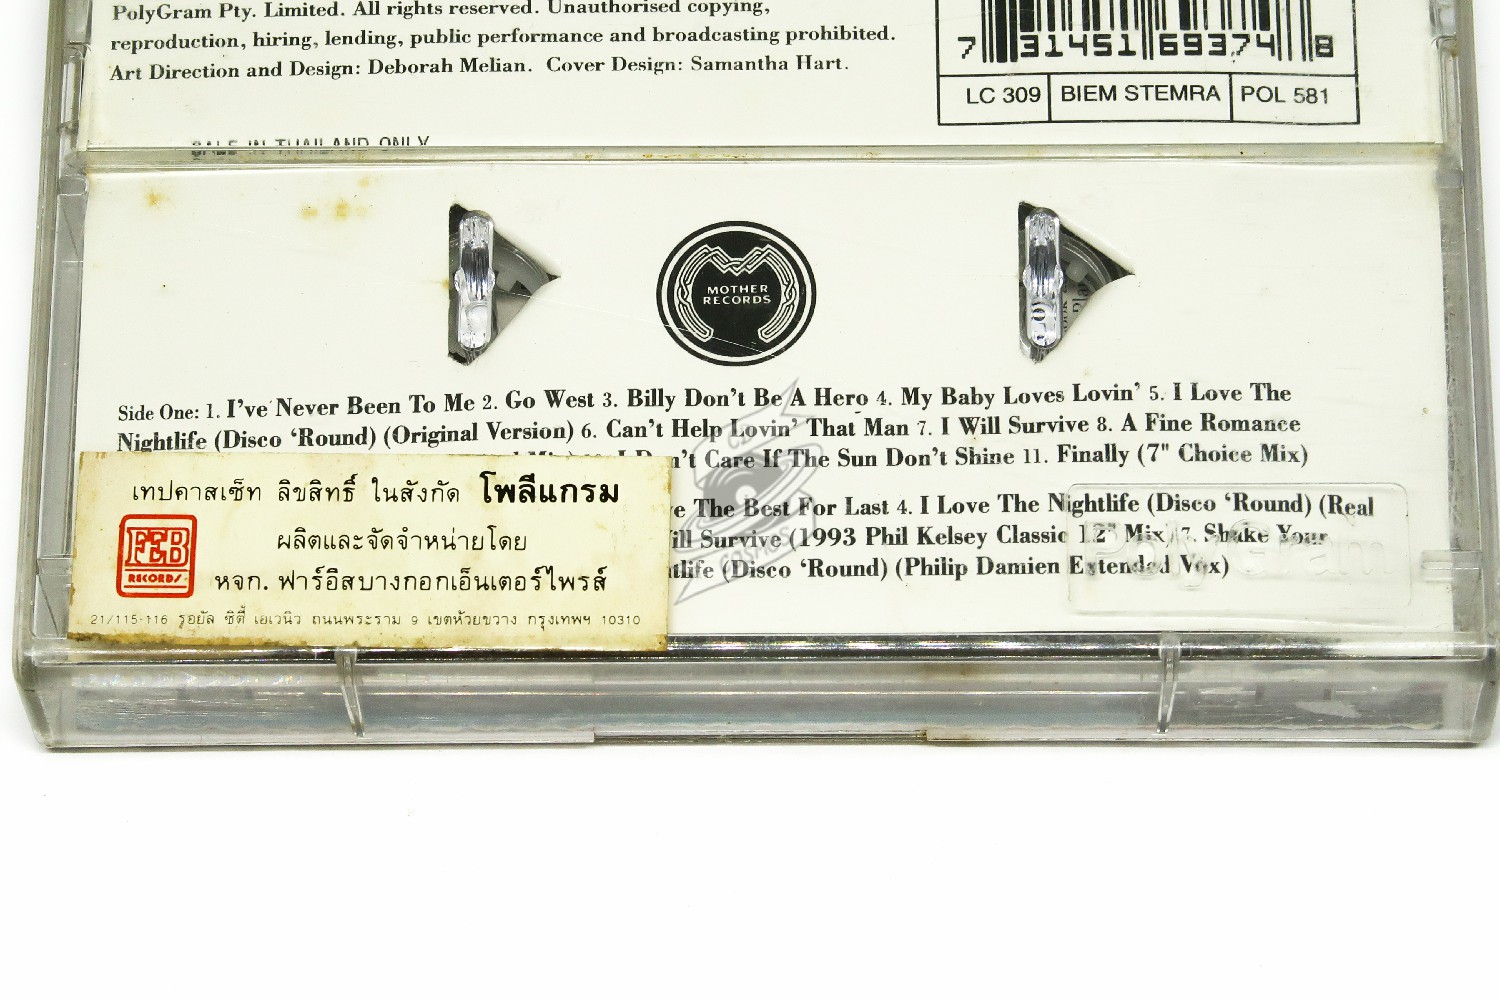 PolyGram Pty. Limited. All rights reserved. Unauthorised copying,
reproduction, hiring, lending, public performance and broadcasting prohibited.
Art Direction and Design: Deborah Melian. Cover Design: Samantha Hart.
7 31451 69374 8
LC 309 BIEM STEMRA POL 581
SALE IN THAILAND ONLY
MOTHER
RECORDS
Side One: 1. I've Never Been To Me 2. Go West 3. Billy Don't Be A Hero 4. My Baby Loves Lovin' 5. I Love The
Nightlife (Disco 'Round) (Original Version) 6. Can't Help Lovin' That Man 7. I Will Survive 8. A Fine Romance
I Don't Care If The Sun Don't Shine 11. Finally (7" Choice Mix)
The Best For Last 4. I Love The Nightlife (Disco 'Round) (Real
Survive (1993 Phil Kelsey Classic 12" Mix) 7. Shake Your
(Disco 'Round) (Philip Damien Extended Vox)
PolyGram
CD
COSMOS
เทปคาสเซ็ท ลิขสิทธิ์ ในสังกัด โพลีแกรม
ผลิตและจัดจำหน่ายโดย
หจก. ฟาร์อีสบางกอกเอ็นเตอร์ไพรส์
FEB
RECORDS
21/115-116 รอยัล ซิตี้ เอเวนิว ถนนพระราม 9 เขตห้วยขวาง กรุงเทพฯ 10310